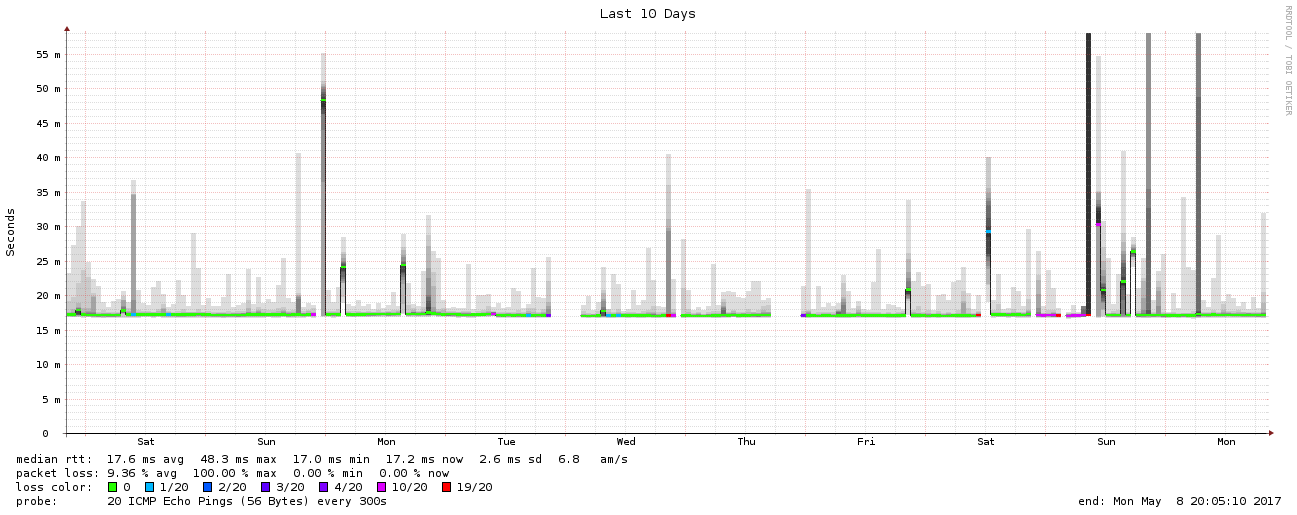 Last 10 Days
RRDTOOL / TOBI OETIKER
Seconds
55 m
50 m
45 m
40 m
35 m
30 m
25 m
20 m
15 m
10 m
5 m
0
Sat Sun Mon Tue Wed Thu Fri Sat Sun Mon
median rtt: 17.6 ms avg 48.3 ms max 17.0 ms min 17.2 ms now 2.6 ms sd 6.8 am/s
packet loss: 9.36 % avg 100.00 % max 0.00 % min 0.00 % now
loss color: 0 1/20 2/20 3/20 4/20 10/20 19/20
probe: 20 ICMP Echo Pings (56 Bytes) every 300s end: Mon May 8 20:05:10 2017